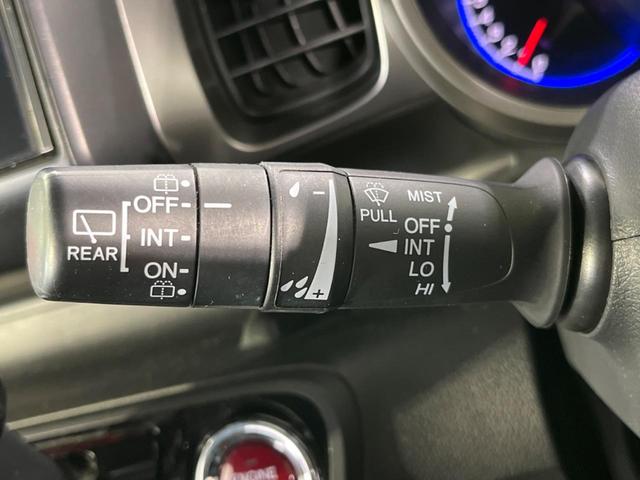 OFF
INT
REAR
ON
−
+
PULL
MIST
OFF
INT
LO
HI
ENGINE